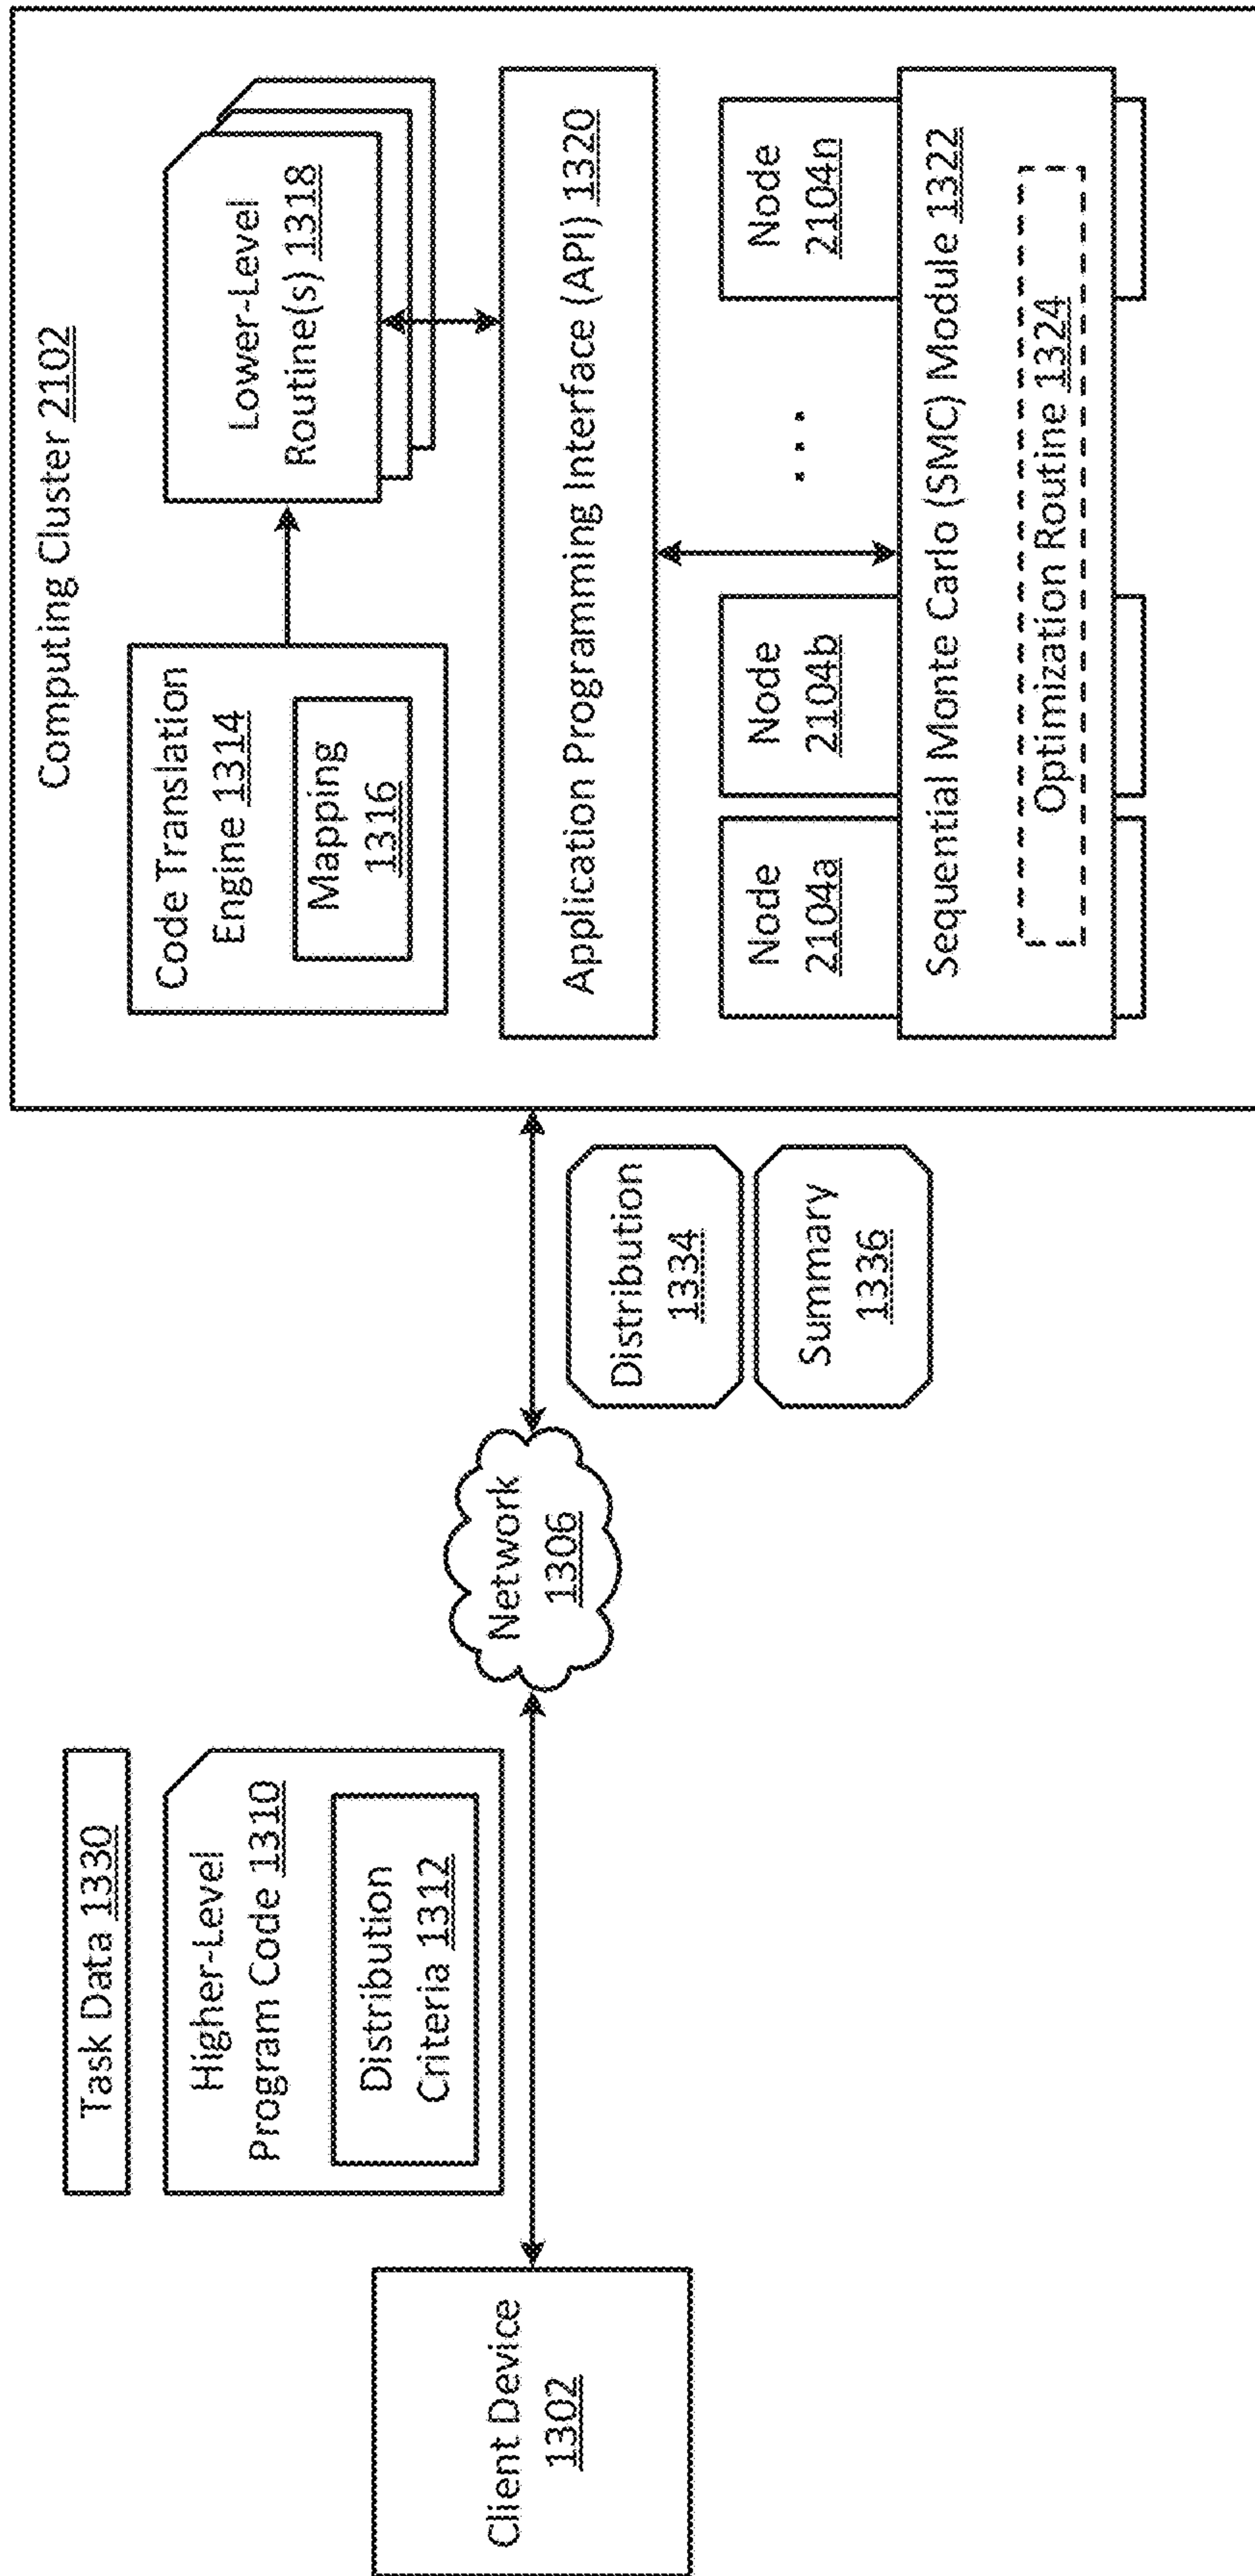 Client Device
1302
Task Data 1330
Higher-Level
Program Code 1310
Distribution
Criteria 1312
Network
1306
Distribution
1334
Summary
1336
Computing Cluster 2102
Code Translation
Engine 1314
Mapping
1316
Lower-Level
Routine(s) 1318
Application Programming Interface (API) 1320
Node
2104a
Node
2104b
...
Node
2104n
Sequential Monte Carlo (SMC) Module 1322
Optimization Routine 1324